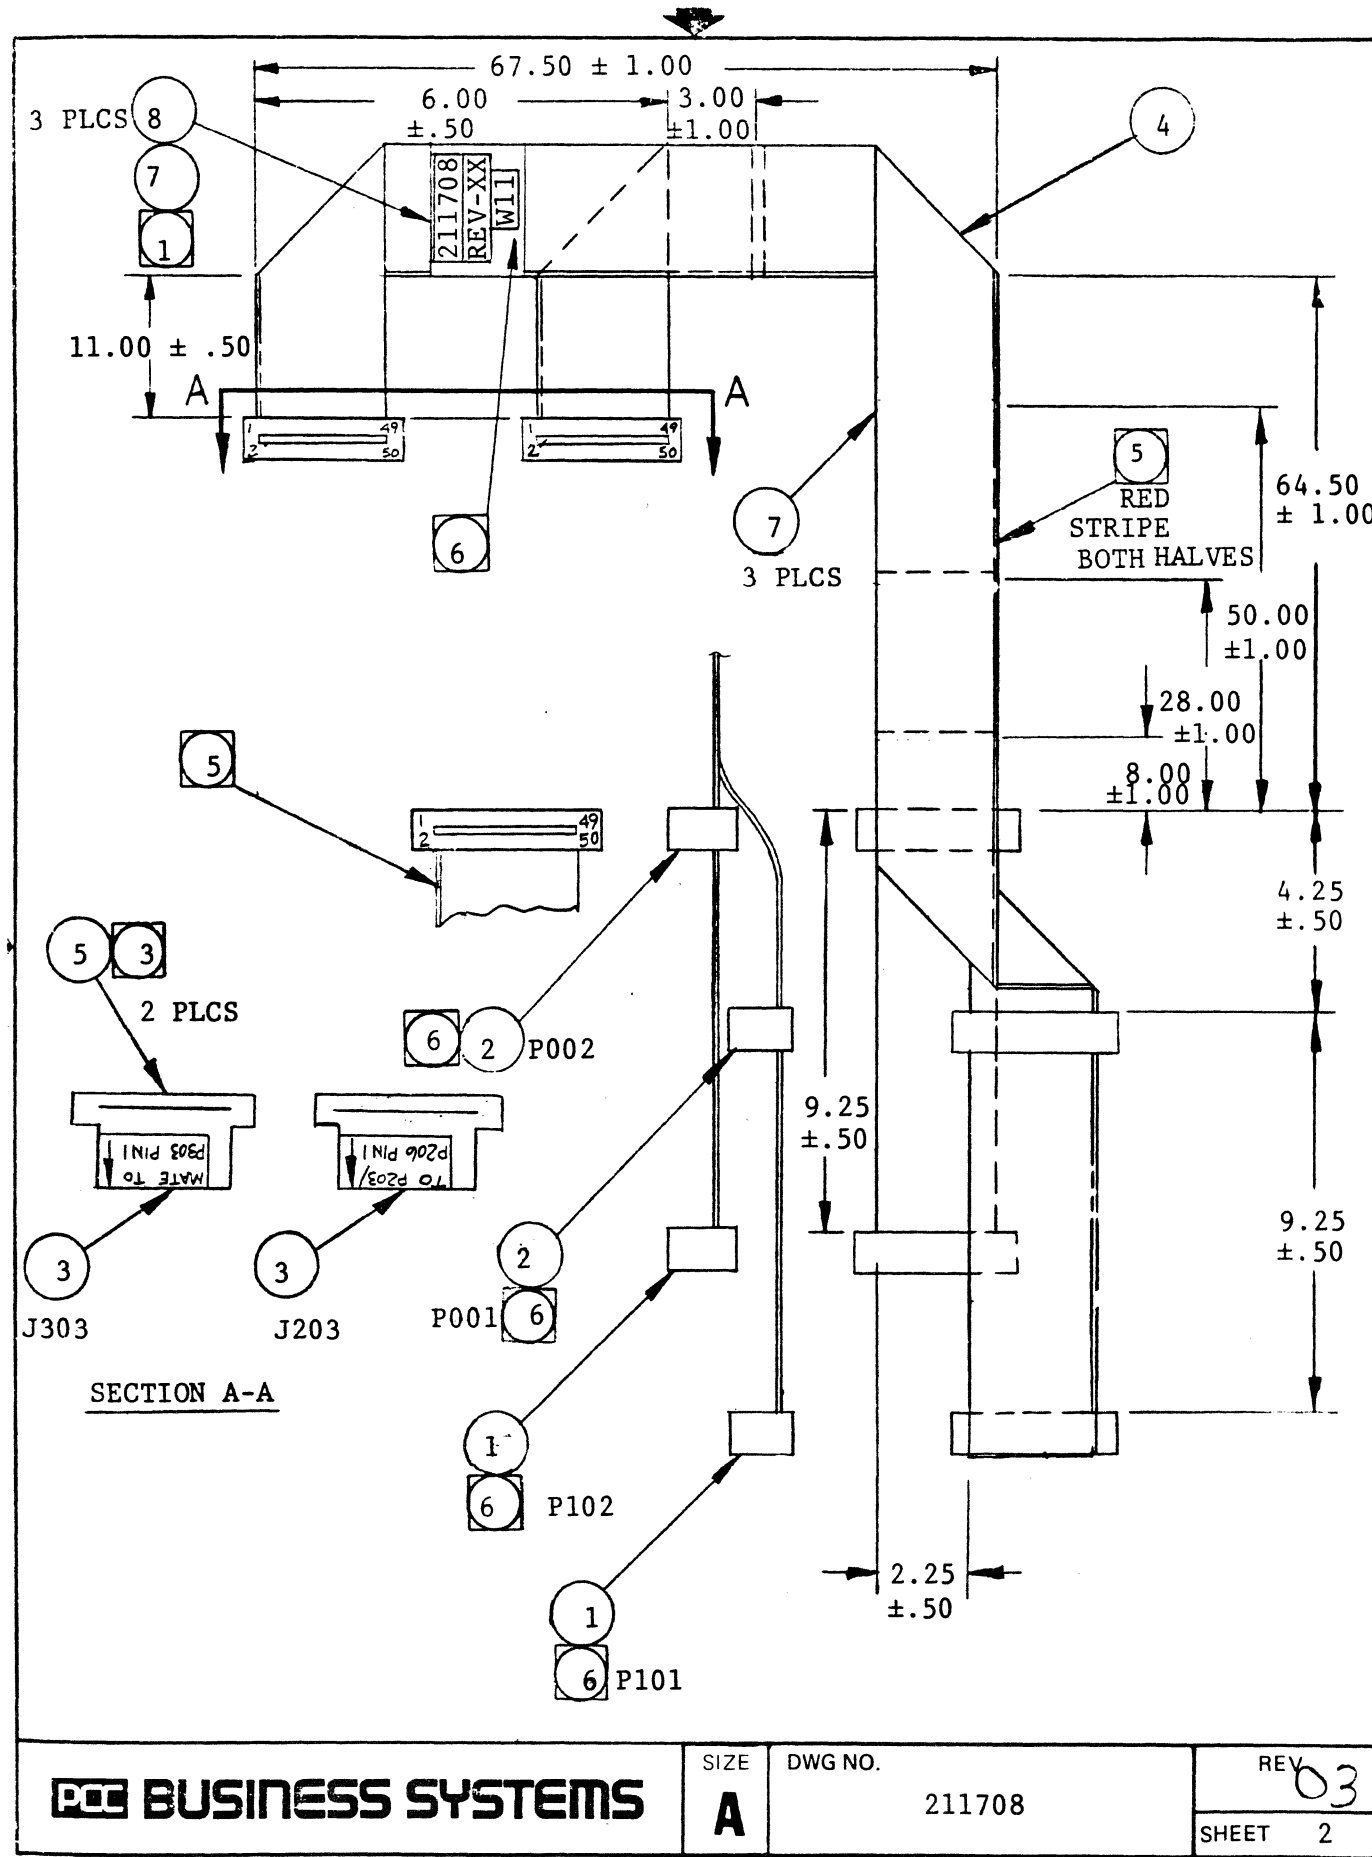 67.50 ± 1.00
6.00
±.50
3.00
±1.00
3 PLCS
8
7
1
4
211708
REV-XX
W11
11.00 ± .50
A
A
1
49
2
50
1
49
2
50
5
RED
STRIPE
BOTH HALVES
64.50
± 1.00
6
7
3 PLCS
50.00
±1.00
28.00
±1.00
8.00
±1.00
5
1
49
2
50
4.25
±.50
5
3
2 PLCS
6
2
P002
9.25
±.50
MATE TO
P303 PIN1
TO P203/
P206 PIN1
9.25
±.50
3
J303
3
J203
2
P001
6
SECTION A-A
1
6
P102
2.25
±.50
1
6
P101
PCC BUSINESS SYSTEMS
SIZE
A
DWG NO.
211708
REV
03
SHEET 2